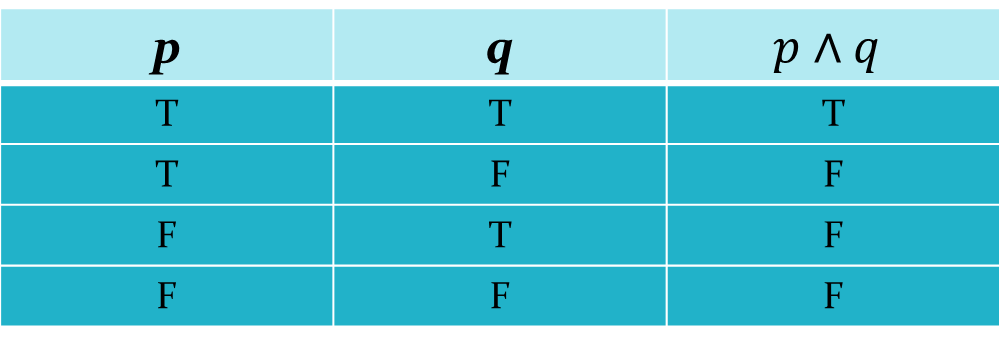 p q p ∧ q
T T T
T F F
F T F
F F F